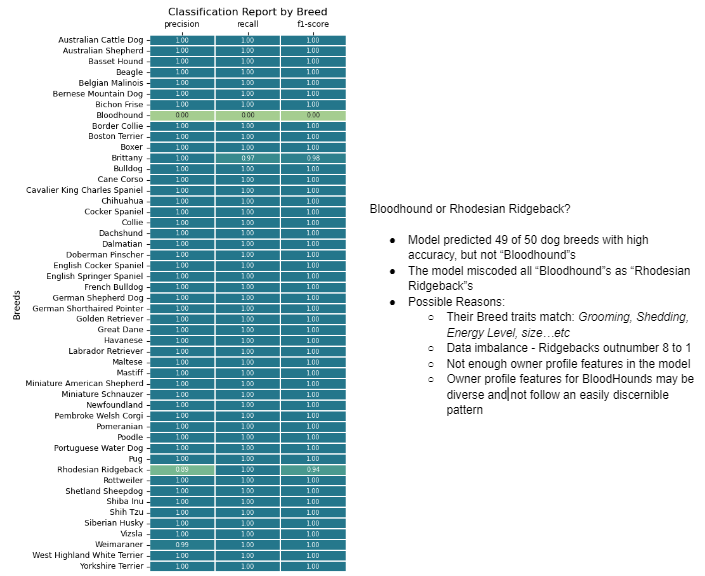 Classification Report by Breed
precision recall f1-score
Australian Cattle Dog 1.00 1.00 1.00
Australian Shepherd 1.00 1.00 1.00
Basset Hound 1.00 1.00 1.00
Beagle 1.00 1.00 1.00
Belgian Malinois 1.00 1.00 1.00
Bernese Mountain Dog 1.00 1.00 1.00
Bichon Frise 1.00 1.00 1.00
Bloodhound 0.00 0.00 0.00
Border Collie 1.00 1.00 1.00
Boston Terrier 1.00 1.00 1.00
Boxer 1.00 1.00 1.00
Brittany 1.00 0.97 0.98
Bulldog 1.00 1.00 1.00
Cane Corso 1.00 1.00 1.00
Cavalier King Charles Spaniel 1.00 1.00 1.00
Chihuahua 1.00 1.00 1.00
Cocker Spaniel 1.00 1.00 1.00
Collie 1.00 1.00 1.00
Dachshund 1.00 1.00 1.00
Dalmatian 1.00 1.00 1.00
Doberman Pinscher 1.00 1.00 1.00
English Cocker Spaniel 1.00 1.00 1.00
English Springer Spaniel 1.00 1.00 1.00
French Bulldog 1.00 1.00 1.00
German Shepherd Dog 1.00 1.00 1.00
German Shorthaired Pointer 1.00 1.00 1.00
Golden Retriever 1.00 1.00 1.00
Great Dane 1.00 1.00 1.00
Havanese 1.00 1.00 1.00
Labrador Retriever 1.00 1.00 1.00
Maltese 1.00 1.00 1.00
Mastiff 1.00 1.00 1.00
Miniature American Shepherd 1.00 1.00 1.00
Miniature Schnauzer 1.00 1.00 1.00
Newfoundland 1.00 1.00 1.00
Pembroke Welsh Corgi 1.00 1.00 1.00
Pomeranian 1.00 1.00 1.00
Poodle 1.00 1.00 1.00
Portuguese Water Dog 1.00 1.00 1.00
Pug 1.00 1.00 1.00
Rhodesian Ridgeback 0.89 1.00 0.94
Rottweiler 1.00 1.00 1.00
Shetland Sheepdog 1.00 1.00 1.00
Shiba Inu 1.00 1.00 1.00
Shih Tzu 1.00 1.00 1.00
Siberian Husky 1.00 1.00 1.00
Vizsla 1.00 1.00 1.00
Weimaraner 0.99 1.00 1.00
West Highland White Terrier 1.00 1.00 1.00
Yorkshire Terrier 1.00 1.00 1.00
Breeds
Bloodhound or Rhodesian Ridgeback?
● Model predicted 49 of 50 dog breeds with high
accuracy, but not “Bloodhound”s
● The model miscoded all “Bloodhound”s as “Rhodesian
Ridgeback”s
● Possible Reasons:
○ Their Breed traits match: Grooming, Shedding,
Energy Level, size…etc
○ Data imbalance - Ridgebacks outnumber 8 to 1
○ Not enough owner profile features in the model
○ Owner profile features for BloodHounds may be
diverse and not follow an easily discernible
pattern